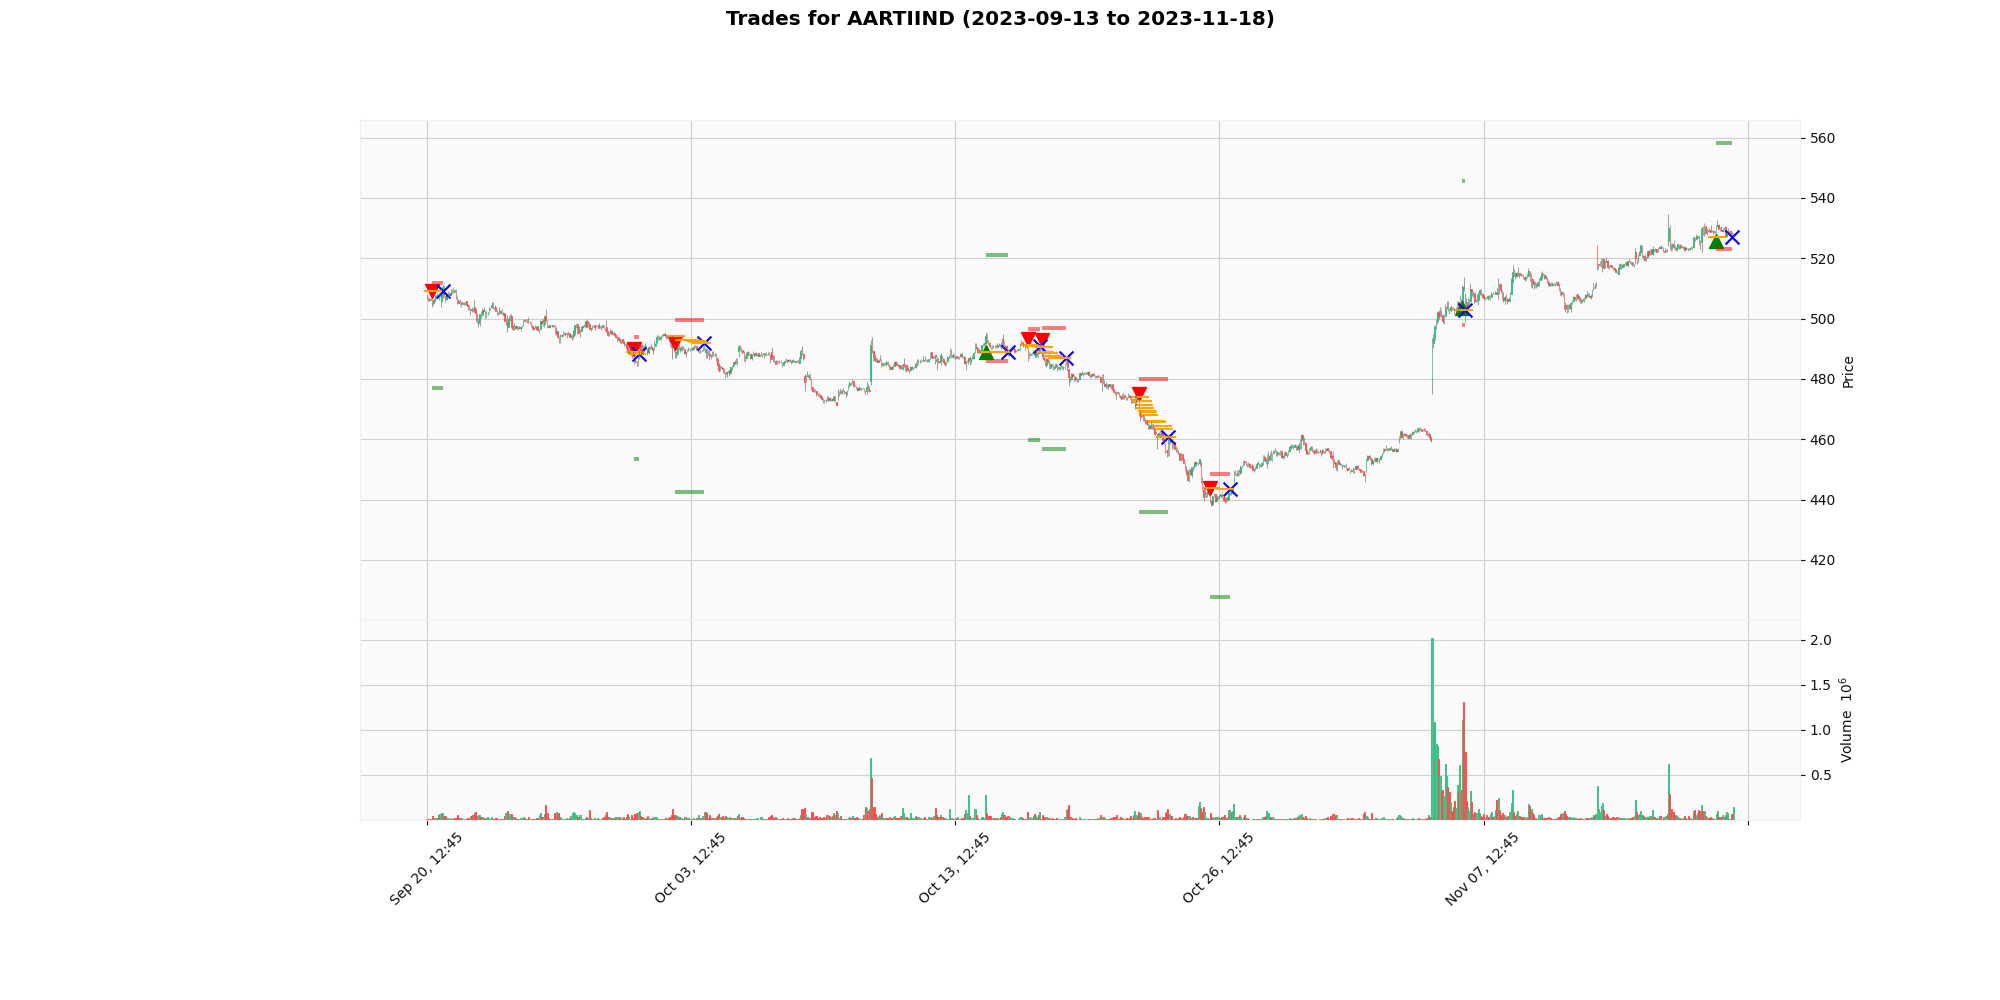 Trades for AARTIIND (2023-09-13 to 2023-11-18)
560
540
520
500
480
460
440
420
Price
2.0
1.5
1.0
0.5
Volume 10^6
Sep 20, 12:45
Oct 03, 12:45
Oct 13, 12:45
Oct 26, 12:45
Nov 07, 12:45